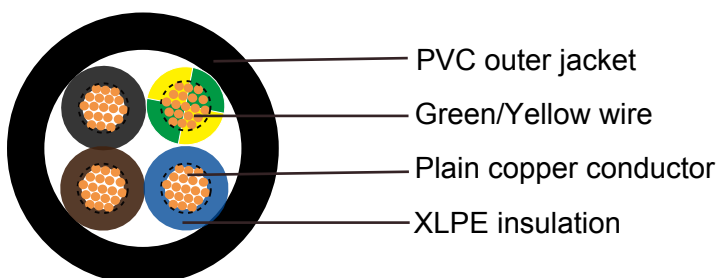 PVC outer jacket
Green/Yellow wire
Plain copper conductor
XLPE insulation